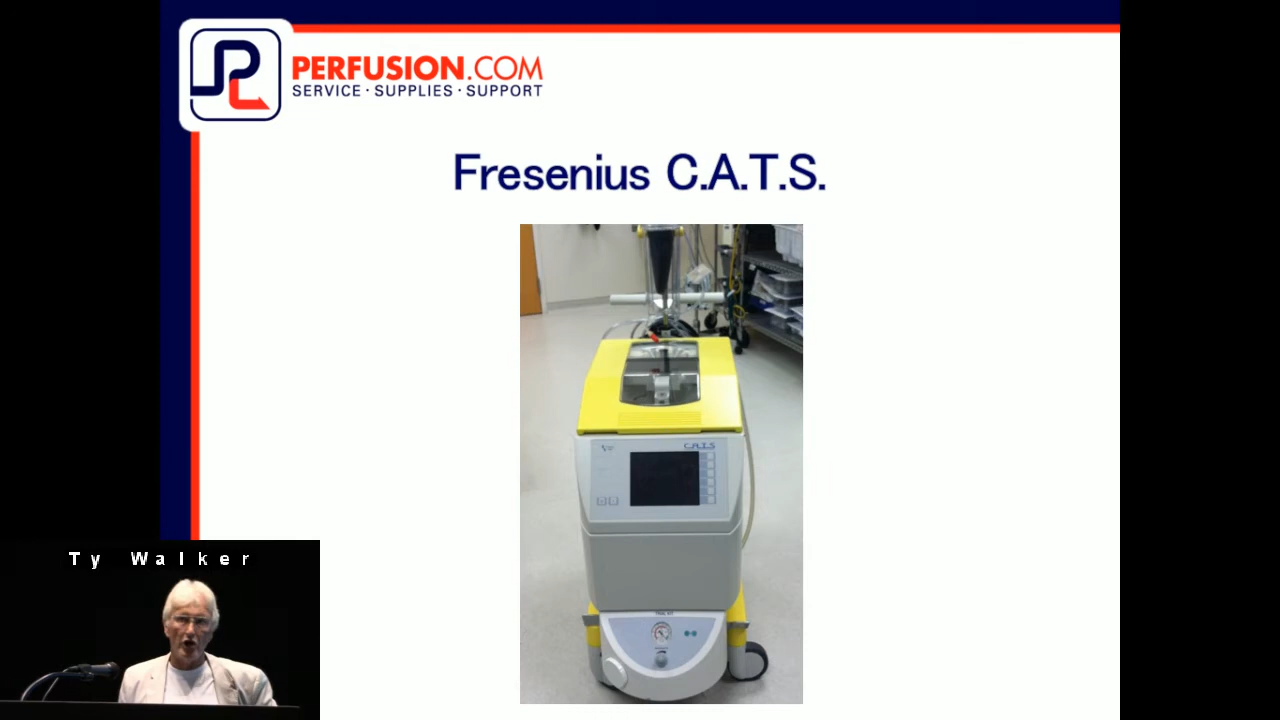 PERFUSION.COM
SERVICE · SUPPLIES · SUPPORT
Fresenius C.A.T.S.
C.A.T.S
Ty Walker